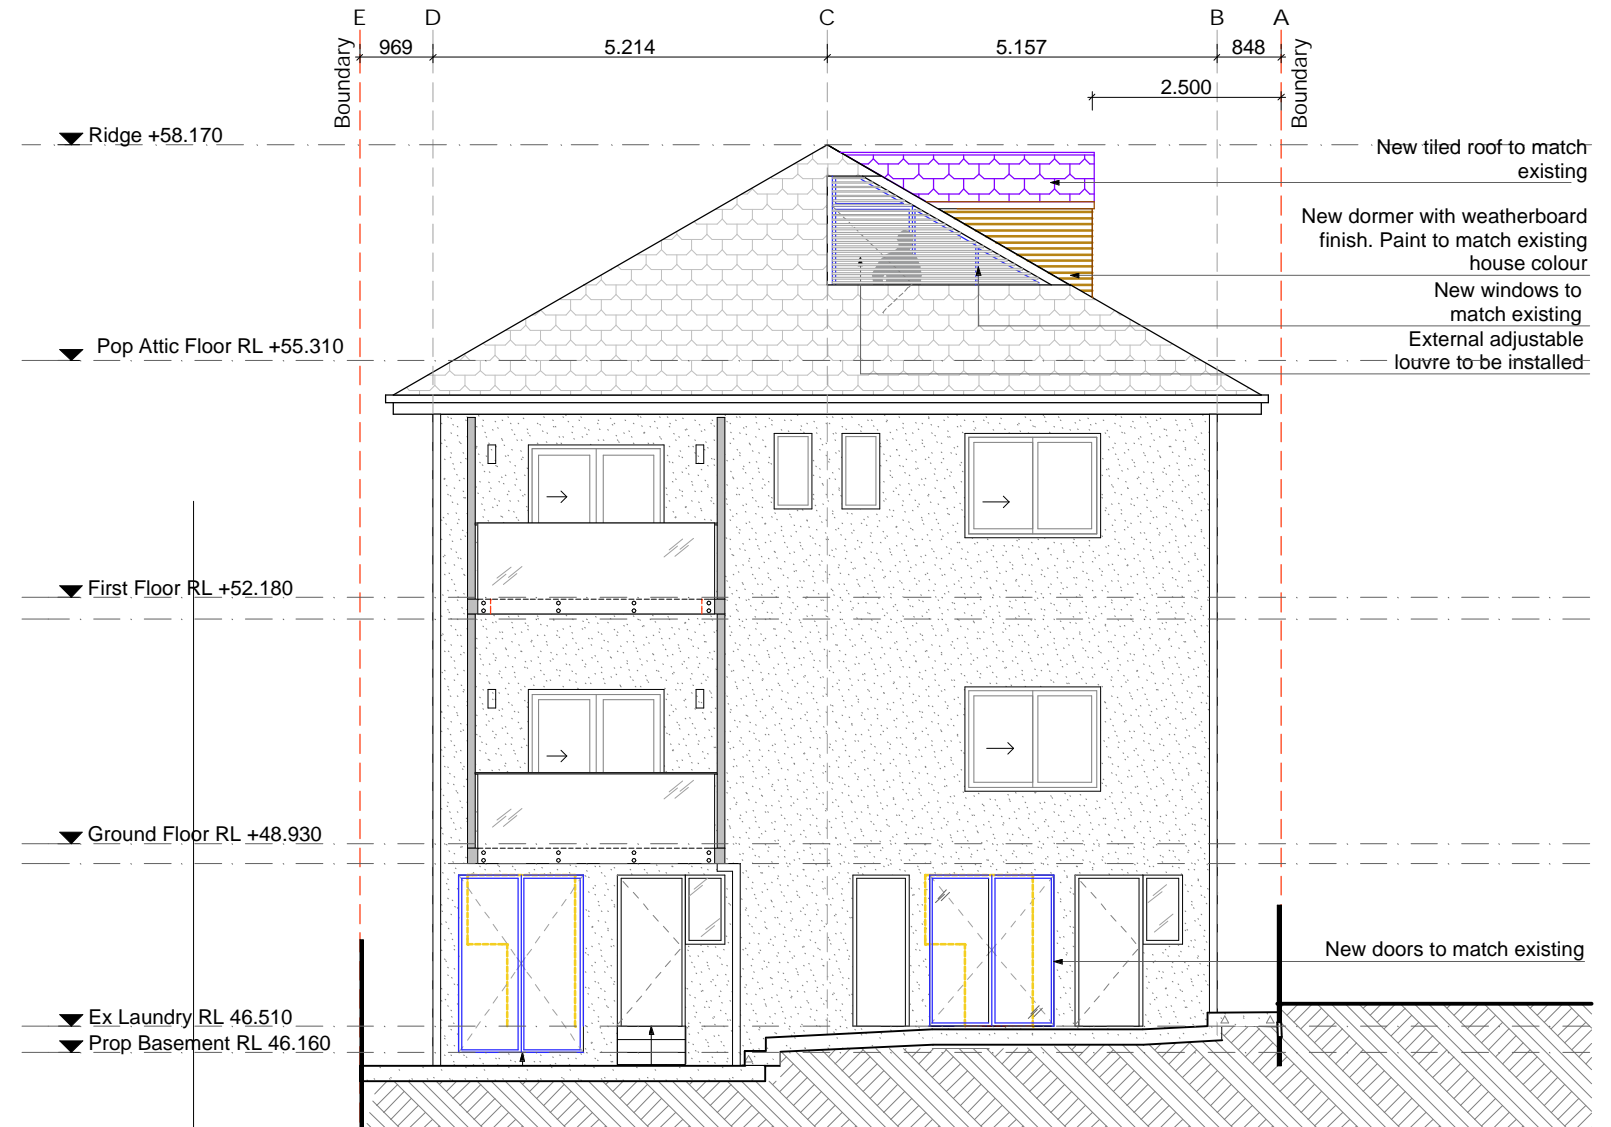 E D C B A
969 5.214 5.157 848
Boundary
Boundary
2.500
Ridge +58.170
New tiled roof to match
existing
New dormer with weatherboard
finish. Paint to match existing
house colour
New windows to
match existing
External adjustable
louvre to be installed
Pop Attic Floor RL +55.310
First Floor RL +52.180
Ground Floor RL +48.930
New doors to match existing
Ex Laundry RL 46.510
Prop Basement RL 46.160